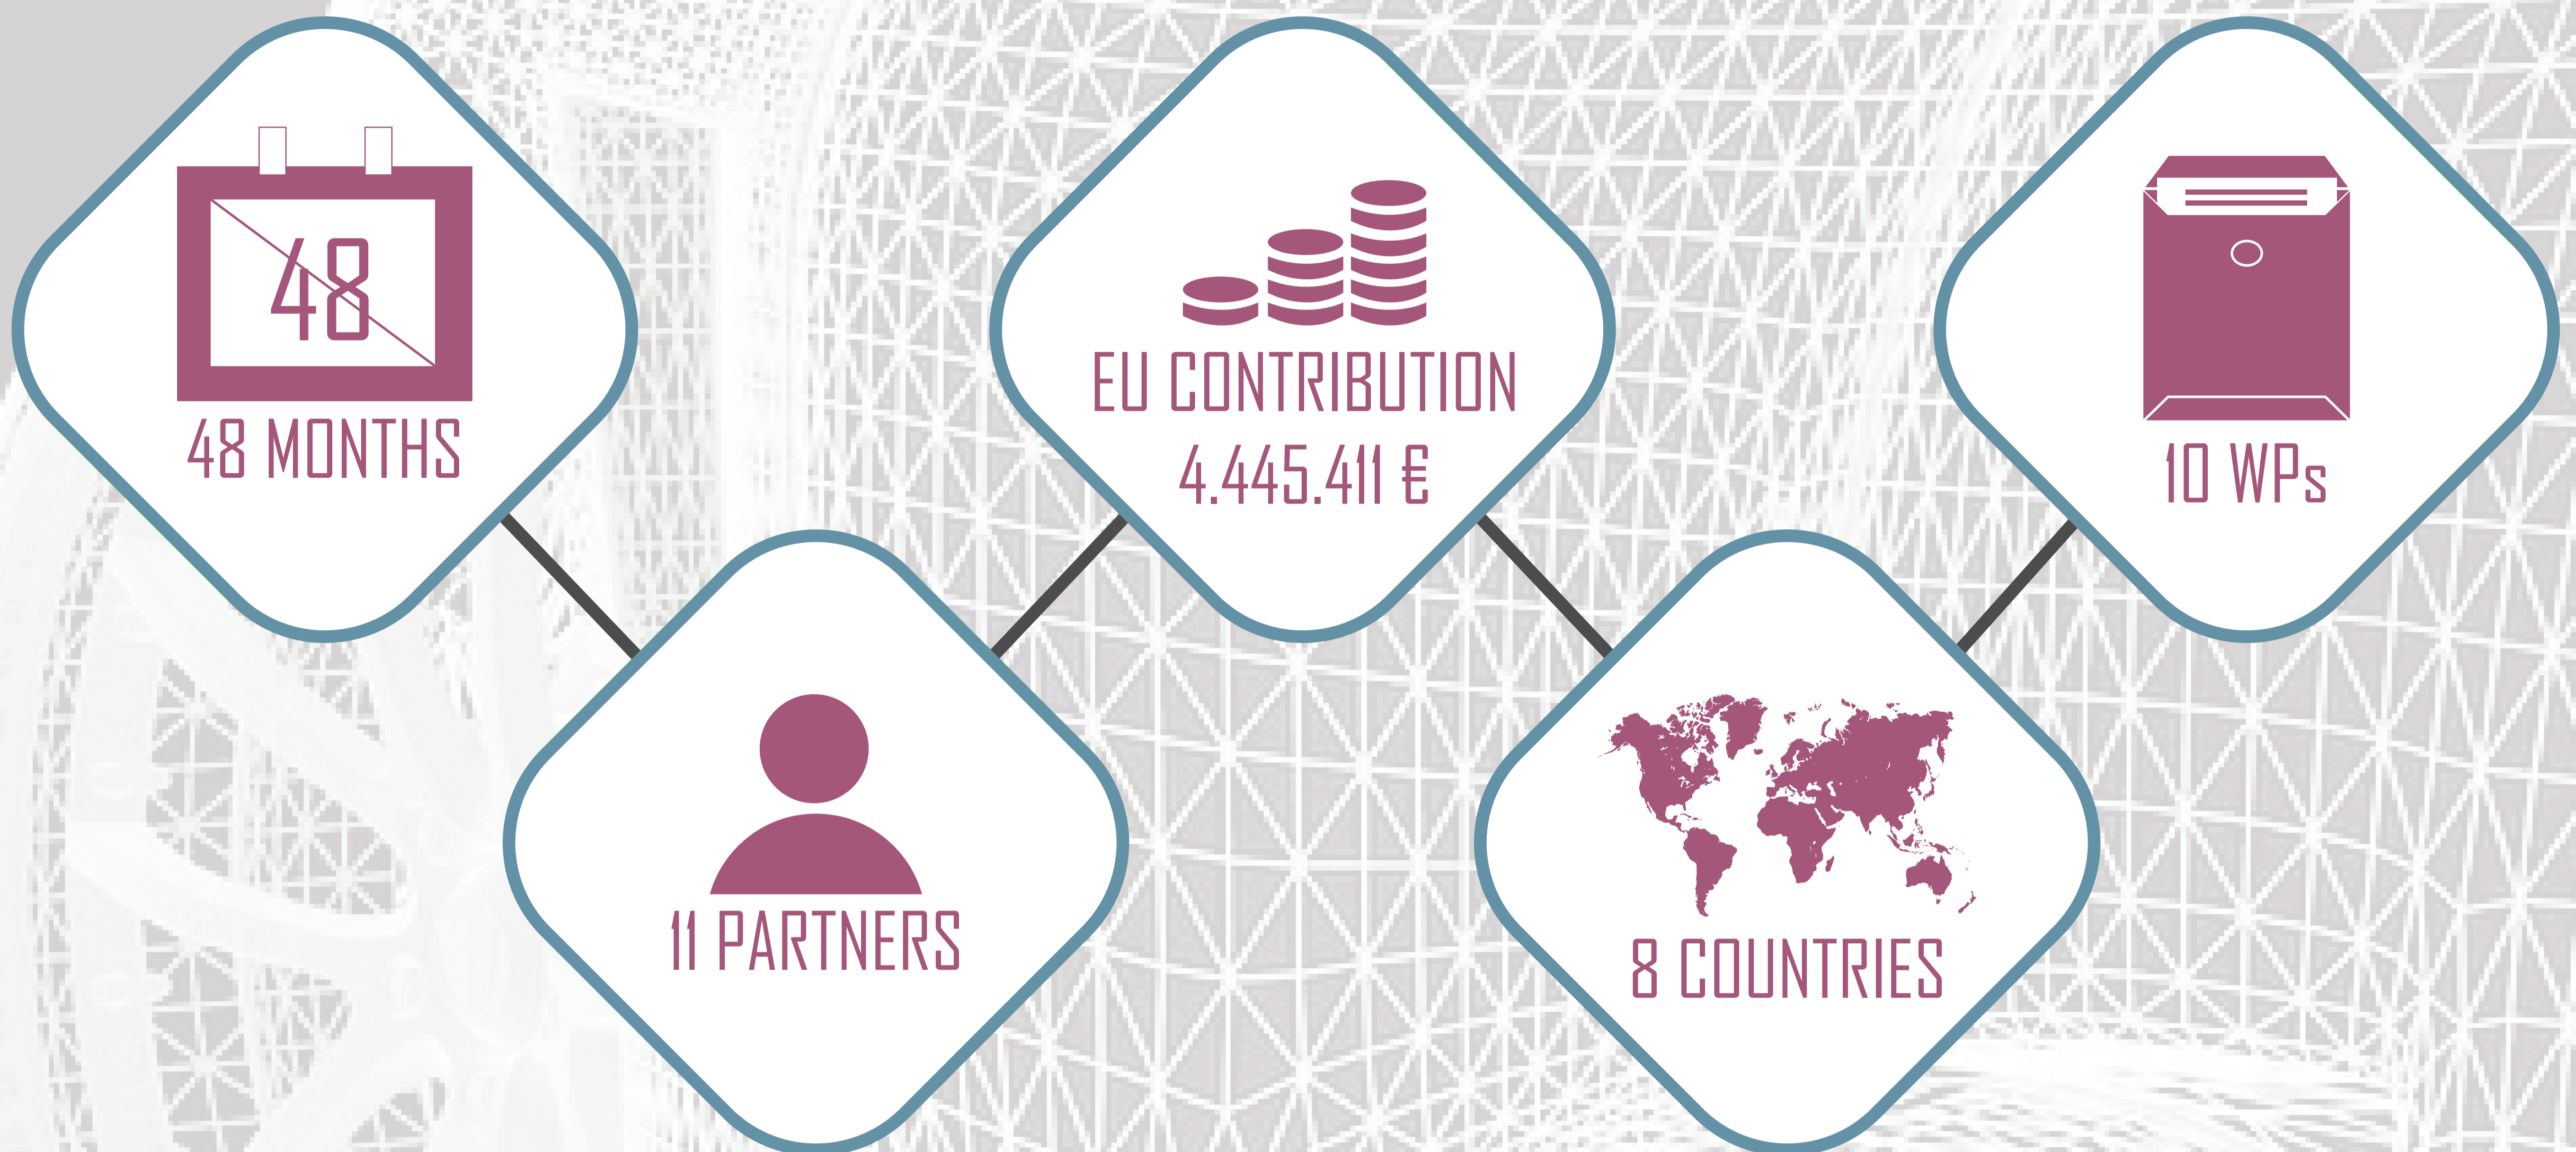 48
48 MONTHS
11 PARTNERS
EU CONTRIBUTION
4.445.411 €
8 COUNTRIES
10 WPs